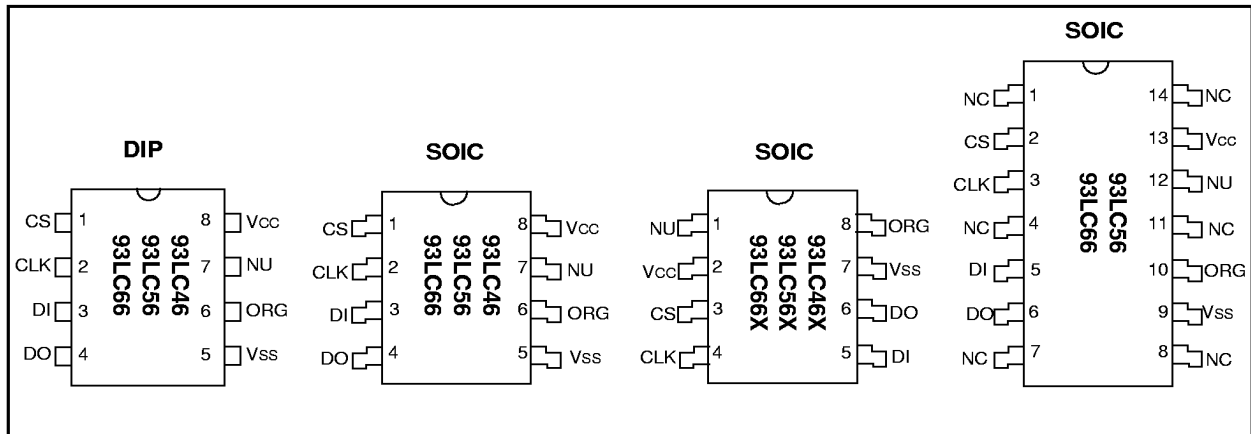 DIP
CS 1 8 VCC
CLK 2 7 NU
DI 3 6 ORG
DO 4 5 VSS
93LC46
93LC56
93LC66
SOIC
CS 1 8 VCC
CLK 2 7 NU
DI 3 6 ORG
DO 4 5 VSS
93LC46
93LC56
93LC66
SOIC
NU 1 8 ORG
VCC 2 7 VSS
CS 3 6 DO
CLK 4 5 DI
93LC46X
93LC56X
93LC66X
SOIC
NC 1 14 NC
CS 2 13 VCC
CLK 3 12 NU
NC 4 11 NC
DI 5 10 ORG
DO 6 9 VSS
NC 7 8 NC
93LC56
93LC66